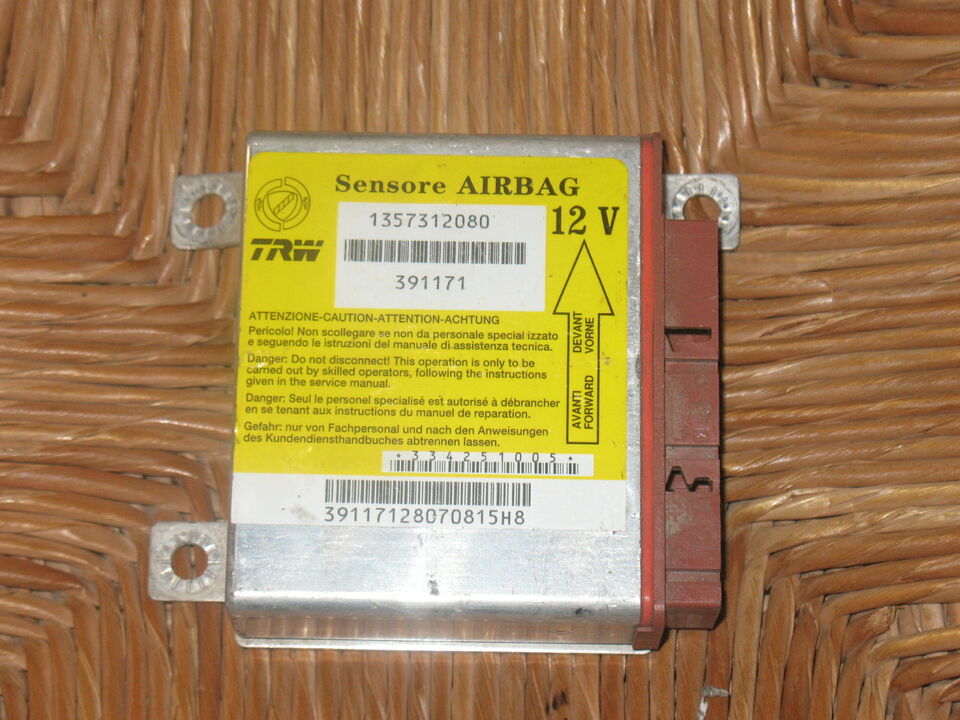 Sensore AIRBAG
TRW
1357312080
12 V
391171
ATTENZIONE-CAUTION-ATTENTION-ACHTUNG
Pericolo! Non scollegare se non da personale special izzato
e seguendo le istruzioni del manuale di assistenza tecnica.
Danger: Do not disconnect! This operation is only to be
carried out by skilled operators, following the instructions
given in the service manual.
Danger: Seul le personel specialisé est autorisé à débrancher
en se tenant aux instructions du manuel de reparation.
Gefahr: nur von Fachpersonal und nach den Anweisungen
des Kundendiensthandbuches abtrennen lassen.
AVANTI DEVANT
FORWARD VORNE
*334251005*
39117128070815H8